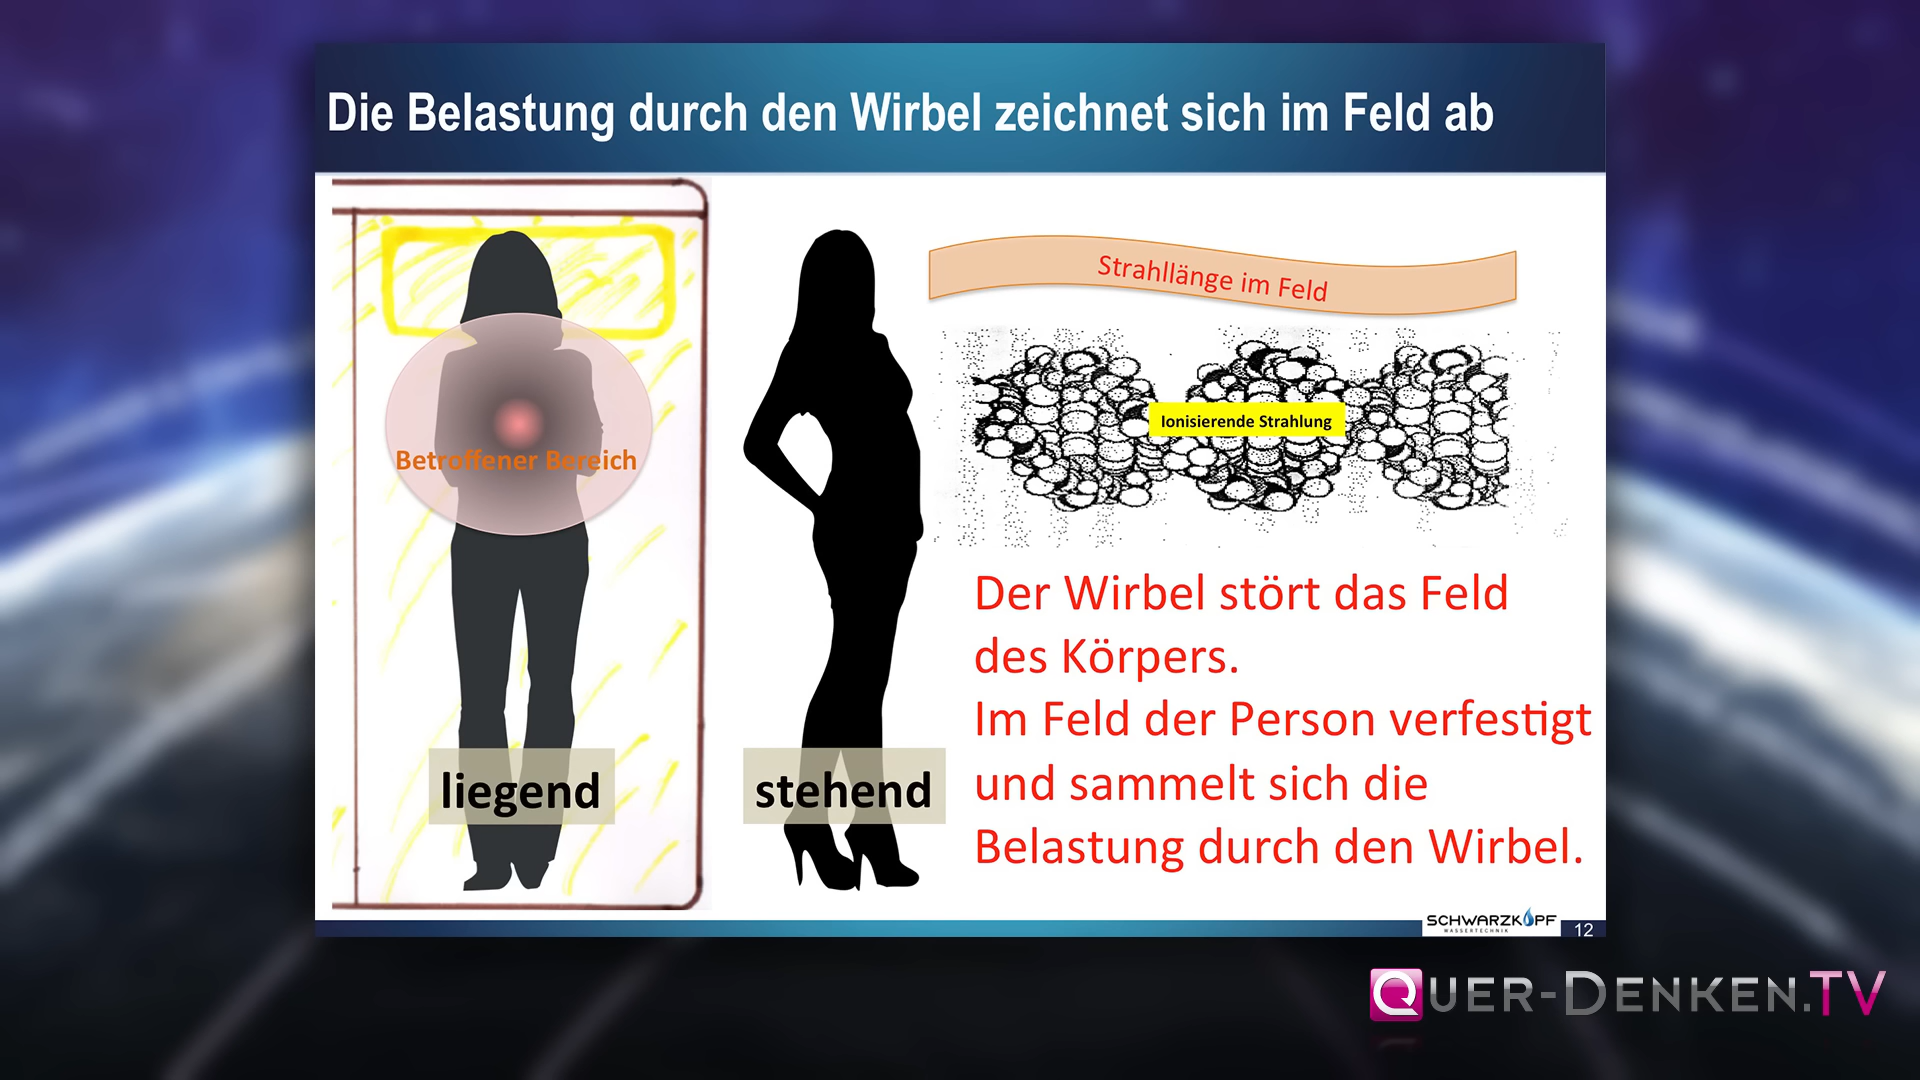 Die Belastung durch den Wirbel zeichnet sich im Feld ab
Strahllänge im Feld
Ionisierende Strahlung
Betroffener Bereich
liegend
stehend
Der Wirbel stört das Feld
des Körpers.
Im Feld der Person verfestigt
und sammelt sich die
Belastung durch den Wirbel.
SCHWARZKOPF
WASSERTECHNIK
12
QUER-DENKEN.TV